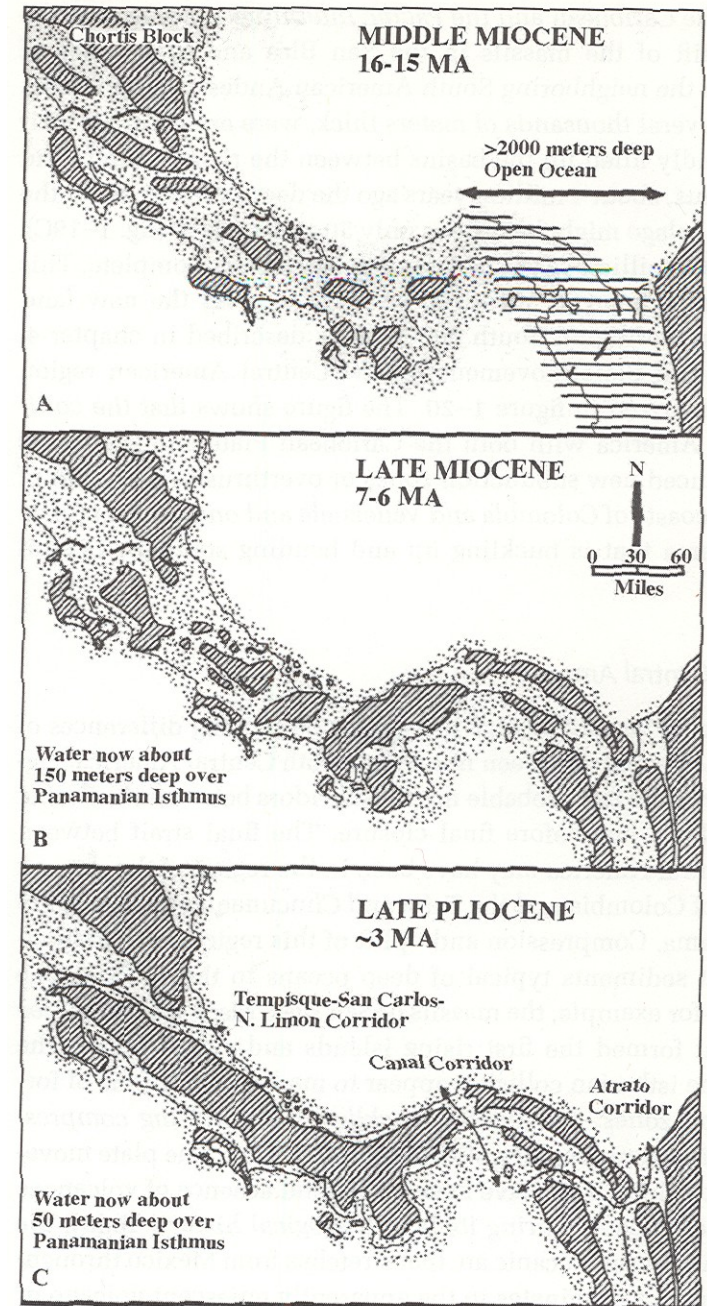 Chortis Block
MIDDLE MIOCENE
16-15 MA
>2000 meters deep
Open Ocean
A
LATE MIOCENE
7-6 MA
N
0 30 60
Miles
Water now about
150 meters deep over
Panamanian Isthmus
B
LATE PLIOCENE
~3 MA
Tempisque-San Carlos-
N. Limon Corridor
Canal Corridor
Atrato
Corridor
Water now about
50 meters deep over
Panamanian Isthmus
C